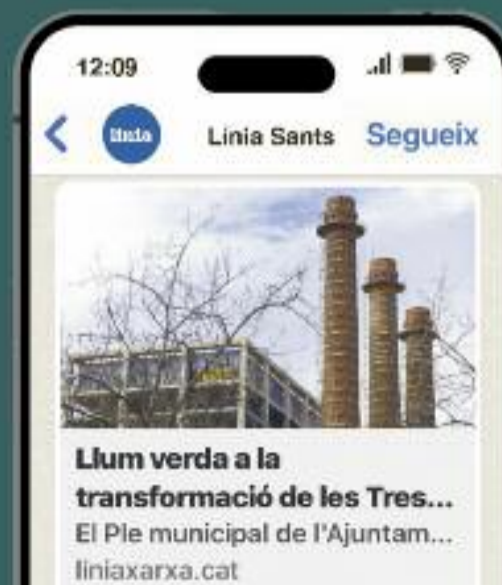 12:09
línia
Línia Sants
Segueix
Llum verda a la
transformació de les Tres...
El Ple municipal de l'Ajuntam...
liniaxarxa.cat